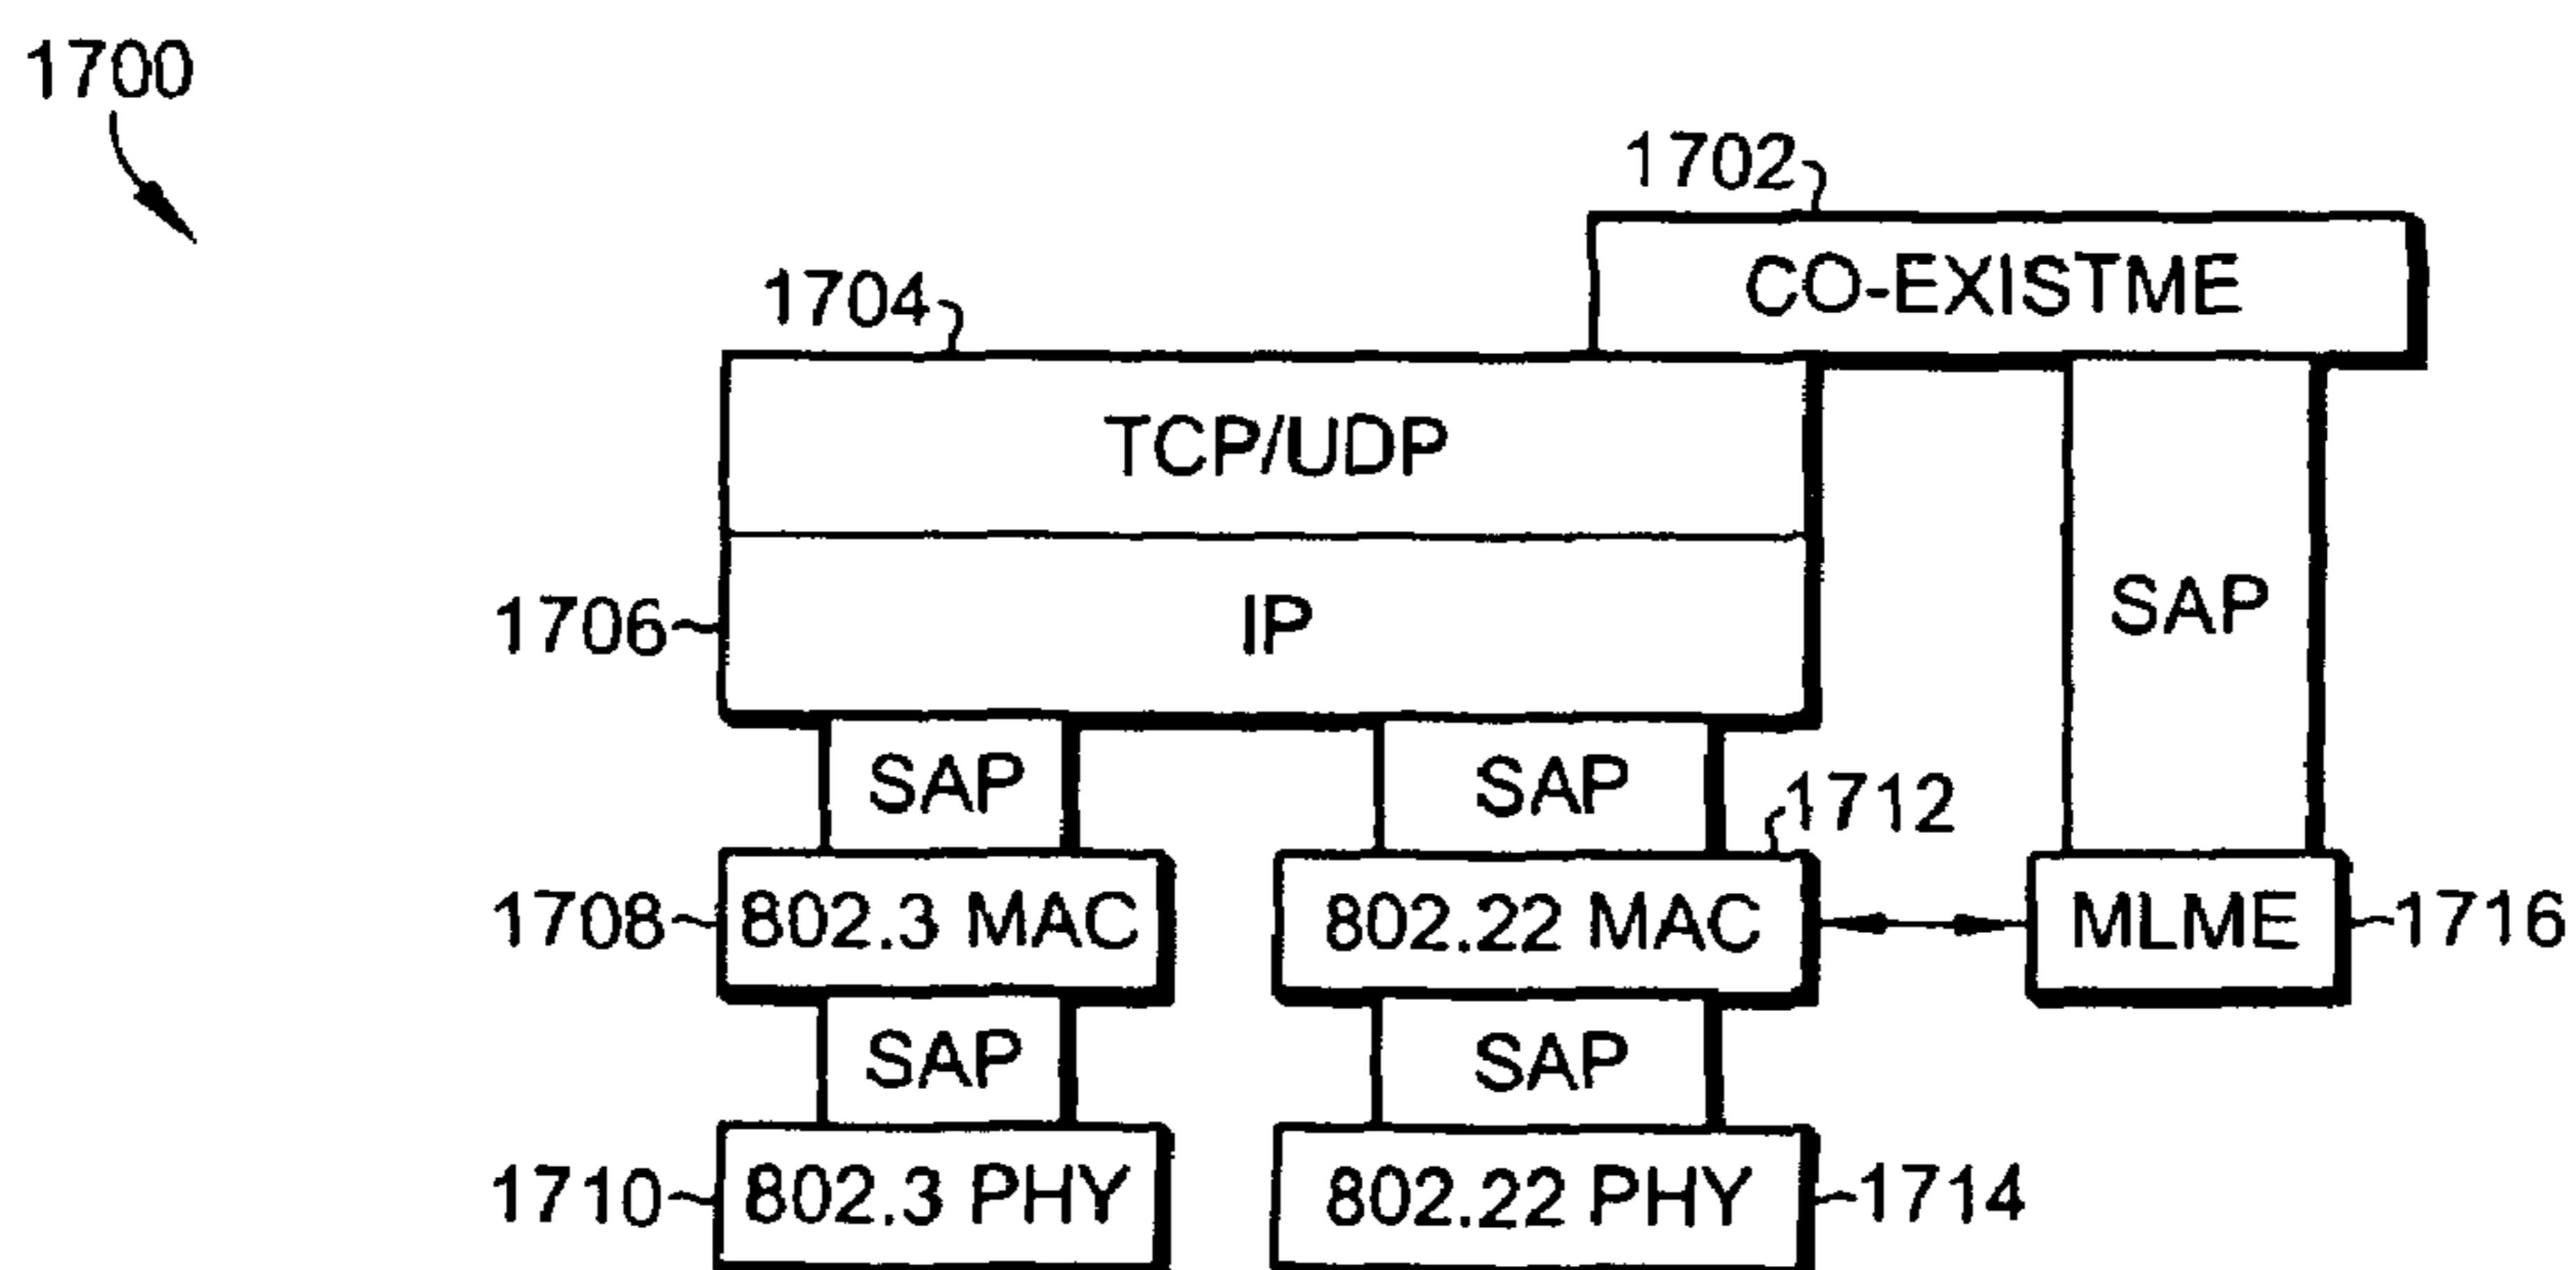 1700
1702
CO-EXISTME
1704
TCP/UDP
1706
IP
SAP
SAP
SAP
1712
1708
802.3 MAC
802.22 MAC
MLME
1716
SAP
SAP
1710
802.3 PHY
802.22 PHY
1714